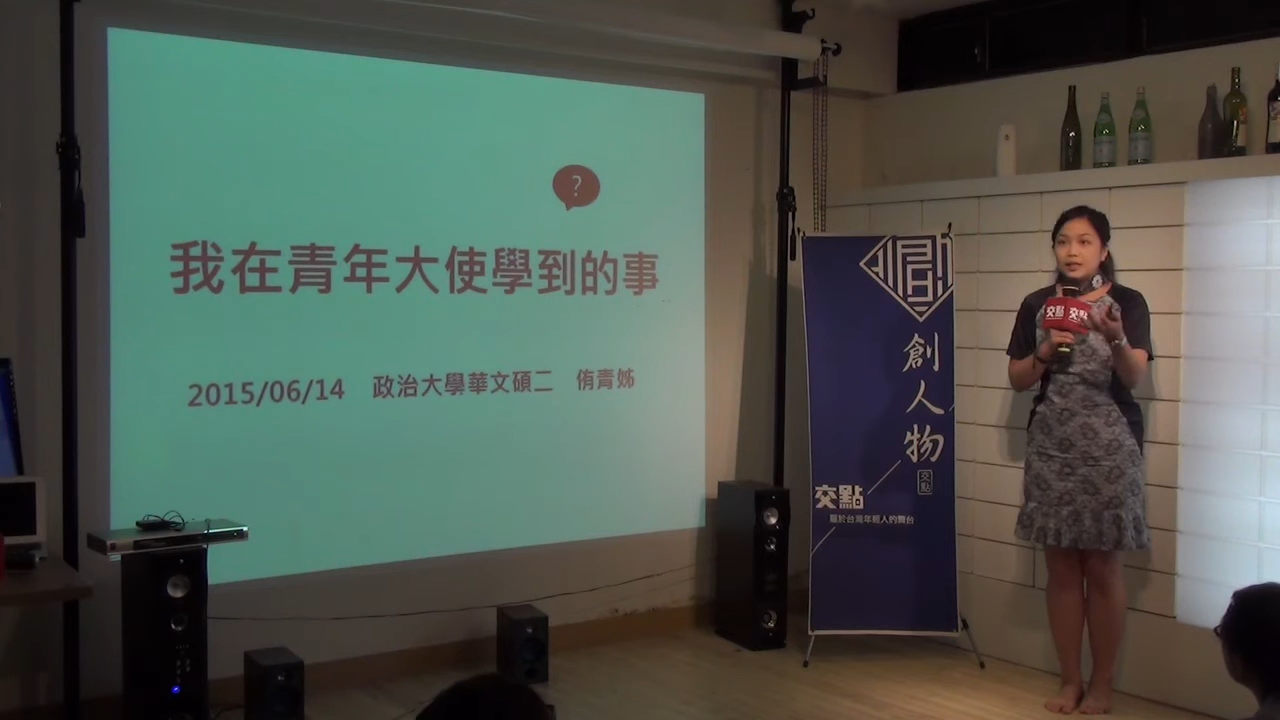 ?
我在青年大使學到的事
2015/06/14 政治大學華文碩二 侑青姊
創人物
交點
交點
屬於台灣年輕人的舞台
交點 交點